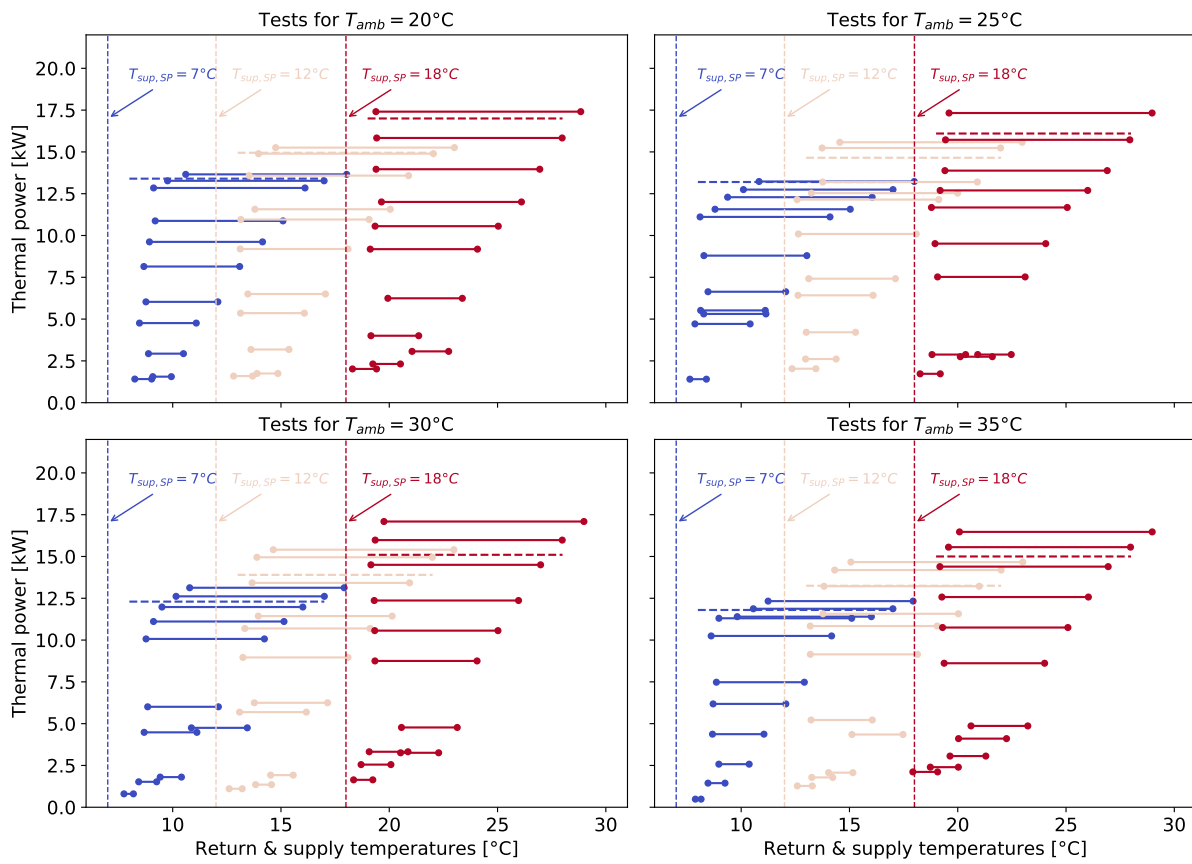 Tests for T_amb = 20°C
Tests for T_amb = 25°C
20.0
17.5
15.0
12.5
10.0
7.5
5.0
2.5
0.0
Thermal power [kW]
T_sup,SP = 7°C
T_sup,SP = 12°C
T_sup,SP = 18°C
T_sup,SP = 7°C
T_sup,SP = 12°C
T_sup,SP = 18°C
Tests for T_amb = 30°C
Tests for T_amb = 35°C
20.0
17.5
15.0
12.5
10.0
7.5
5.0
2.5
0.0
Thermal power [kW]
T_sup,SP = 7°C
T_sup,SP = 12°C
T_sup,SP = 18°C
T_sup,SP = 7°C
T_sup,SP = 12°C
T_sup,SP = 18°C
10 15 20 25 30
10 15 20 25 30
Return & supply temperatures [°C]
Return & supply temperatures [°C]